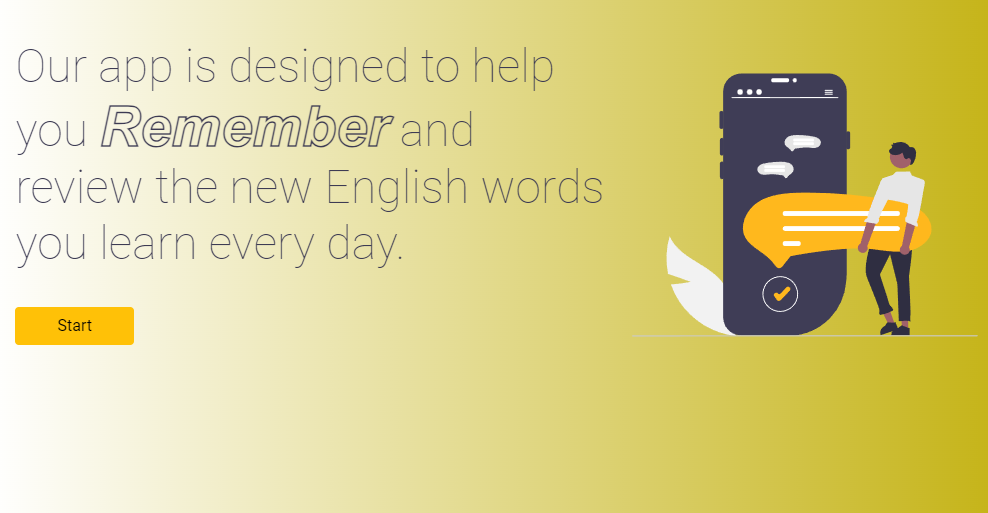 Our app is designed to help
you Remember and
review the new English words
you learn every day.
Start